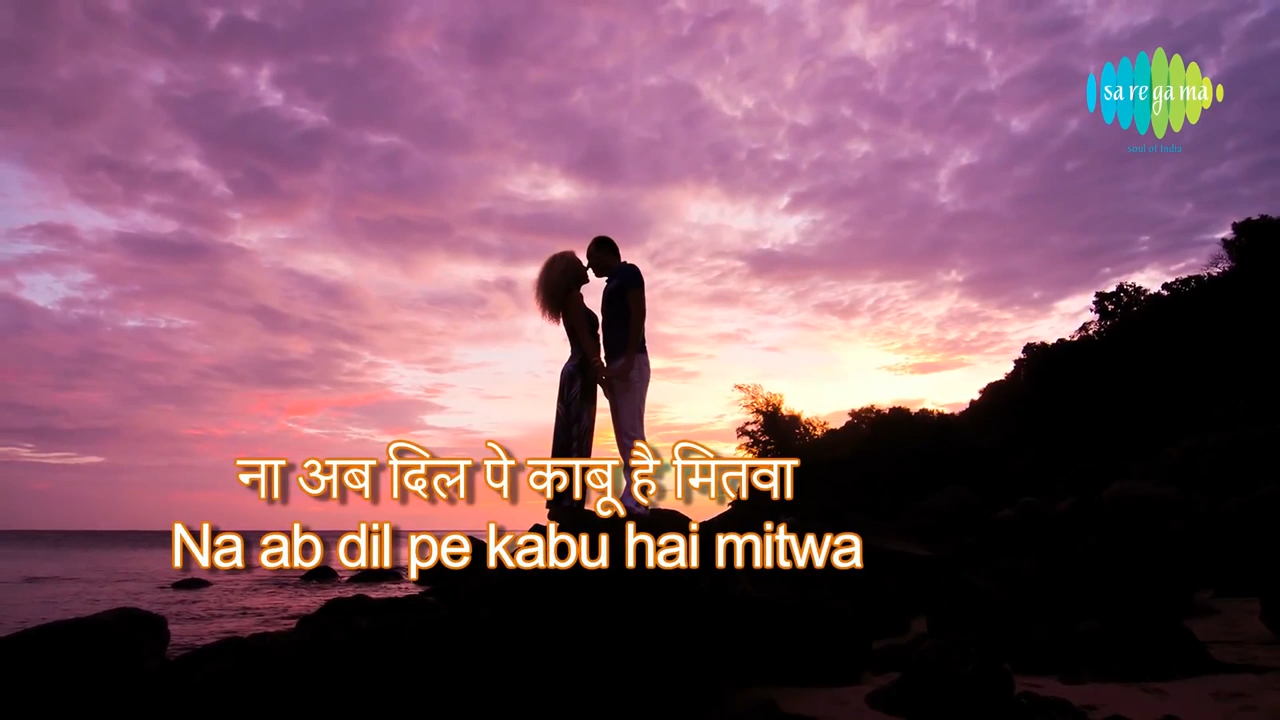 sa re ga ma
soul of India
ना अब दिल पे काबू है मितवा
Na ab dil pe kabu hai mitwa